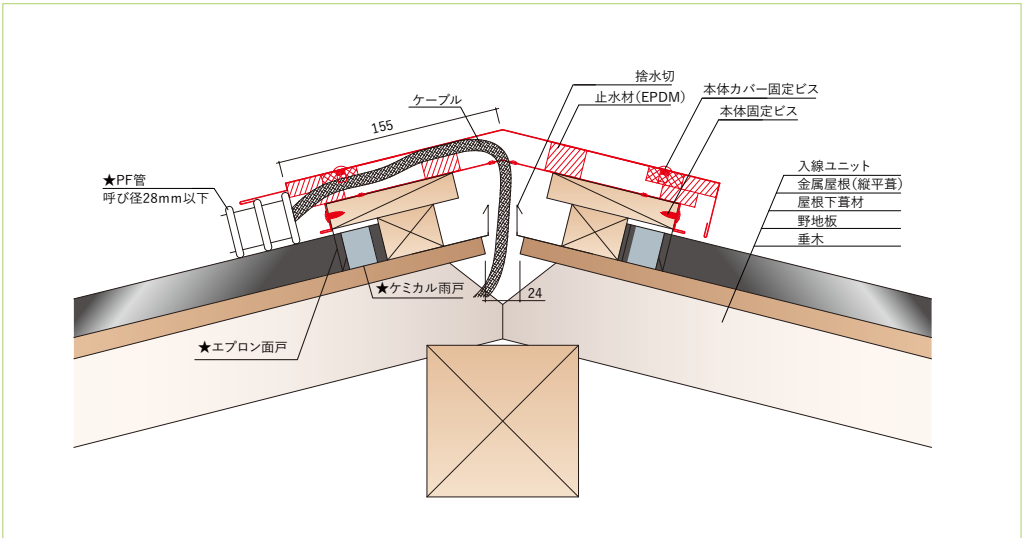 捨水切
止水材(EPDM)
本体カバー固定ビス
本体固定ビス
ケーブル
155
★PF管
呼び径28mm以下
入線ユニット
金属屋根(縦平葺)
屋根下葺材
野地板
垂木
★ケミカル雨戸
24
★エプロン面戸